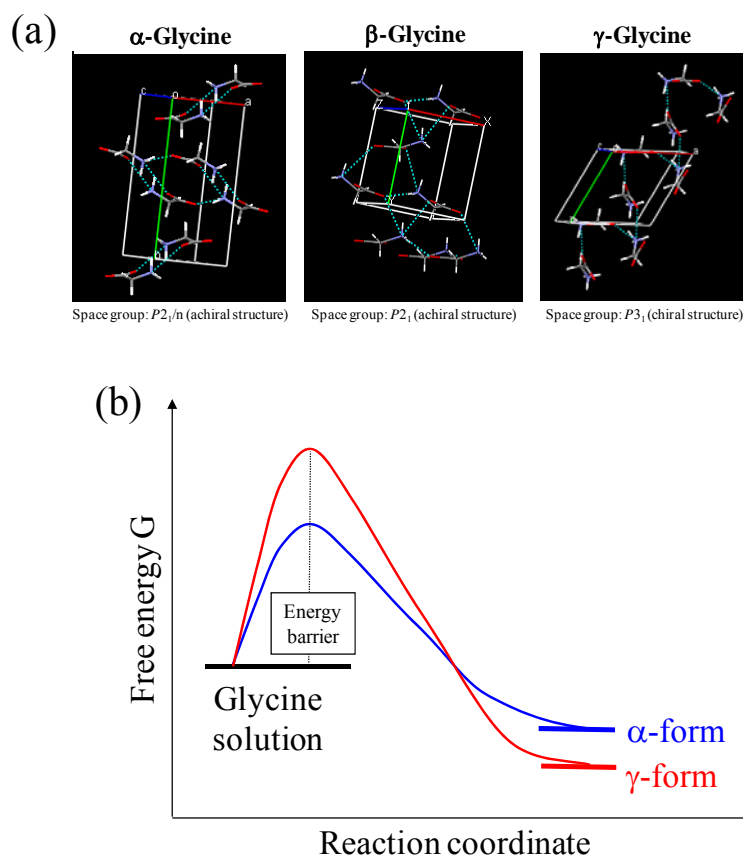 (a)
α-Glycine β-Glycine γ-Glycine
c o a
Space group: P2₁/n (achiral structure) Space group: P2₁ (achiral structure) Space group: P3₁ (chiral structure)
(b)
Free energy G
Energy
barrier
Glycine
solution
α-form
γ-form
Reaction coordinate